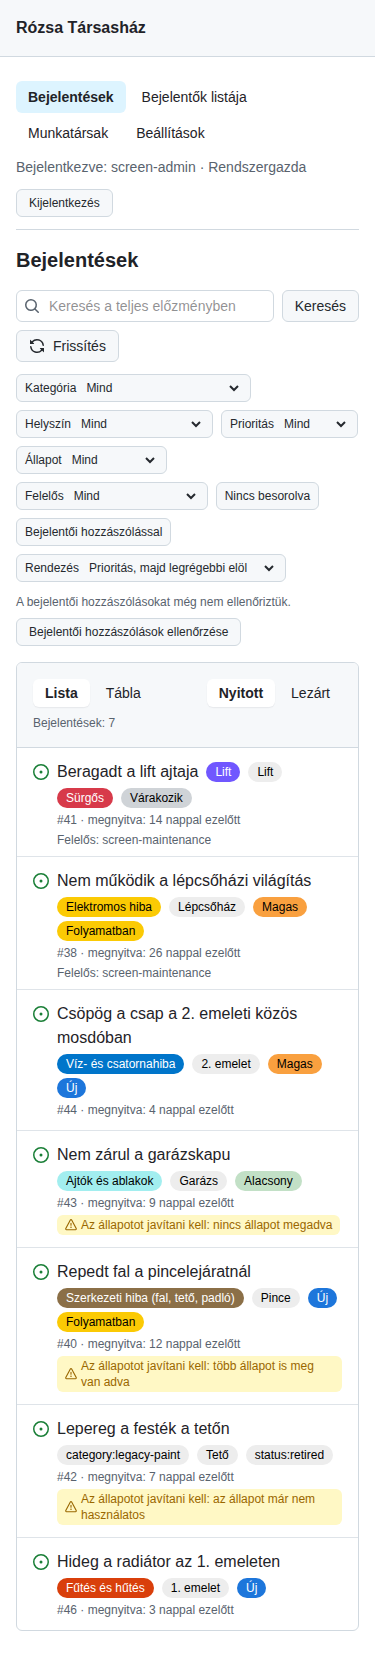 Rózsa Társasház
Bejelentések Bejelentők listája
Munkatársak Beállítások
Bejelentkezve: screen-admin · Rendszergazda
Kijelentkezés
Bejelentések
Keresés a teljes előzményben Keresés
Frissítés
Kategória Mind
Helyszín Mind Prioritás Mind
Állapot Mind
Felelős Mind Nincs besorolva
Bejelentői hozzászólással
Rendezés Prioritás, majd legrégebbi elöl
A bejelentői hozzászólásokat még nem ellenőriztük.
Bejelentői hozzászólások ellenőrzése
Lista Tábla Nyitott Lezárt
Bejelentések: 7
Beragadt a lift ajtaja Lift Lift
Sürgős Várakozik
#41 · megnyitva: 14 nappal ezelőtt
Felelős: screen-maintenance
Nem működik a lépcsőházi világítás
Elektromos hiba Lépcsőház Magas
Folyamatban
#38 · megnyitva: 26 nappal ezelőtt
Felelős: screen-maintenance
Csöpög a csap a 2. emeleti közös
mosdóban
Víz- és csatornahiba 2. emelet Magas
Új
#44 · megnyitva: 4 nappal ezelőtt
Nem zárul a garázskapu
Ajtók és ablakok Garázs Alacsony
#43 · megnyitva: 9 nappal ezelőtt
Az állapotot javítani kell: nincs állapot megadva
Repedt fal a pincelejáratnál
Szerkezeti hiba (fal, tető, padló) Pince Új
Folyamatban
#40 · megnyitva: 12 nappal ezelőtt
Az állapotot javítani kell: több állapot is meg
van adva
Lepereg a festék a tetőn
category:legacy-paint Tető status:retired
#42 · megnyitva: 7 nappal ezelőtt
Az állapotot javítani kell: az állapot már nem
használatos
Hideg a radiátor az 1. emeleten
Fűtés és hűtés 1. emelet Új
#46 · megnyitva: 3 nappal ezelőtt